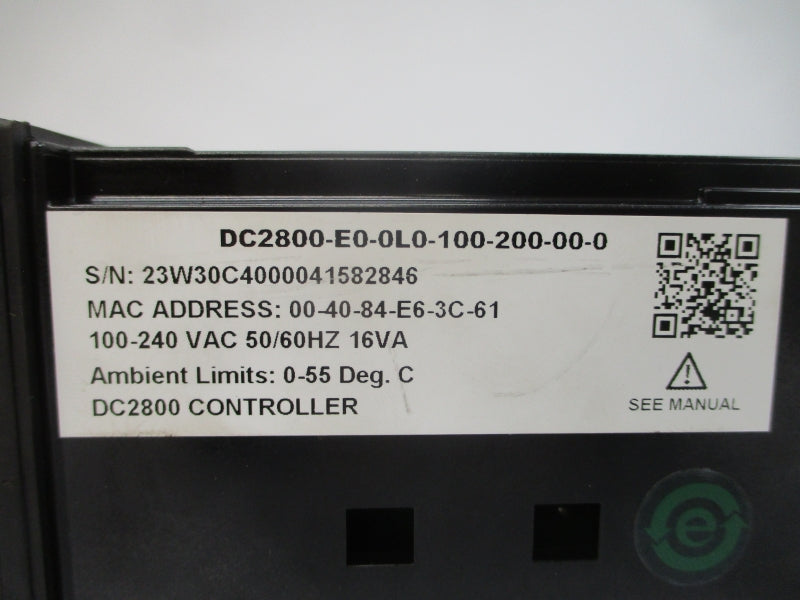 DC2800-E0-0L0-100-200-00-0
S/N: 23W30C4000041582846
MAC ADDRESS: 00-40-84-E6-3C-61
100-240 VAC 50/60HZ 16VA
Ambient Limits: 0-55 Deg. C
DC2800 CONTROLLER
SEE MANUAL
e